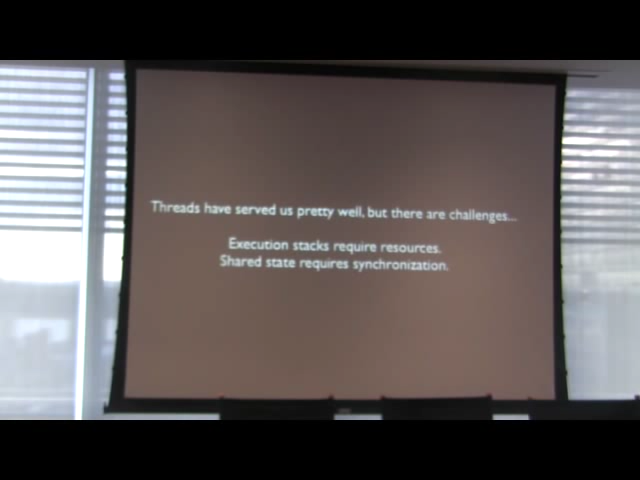 Threads have served us pretty well, but there are challenges...
Execution stacks require resources.
Shared state requires synchronization.